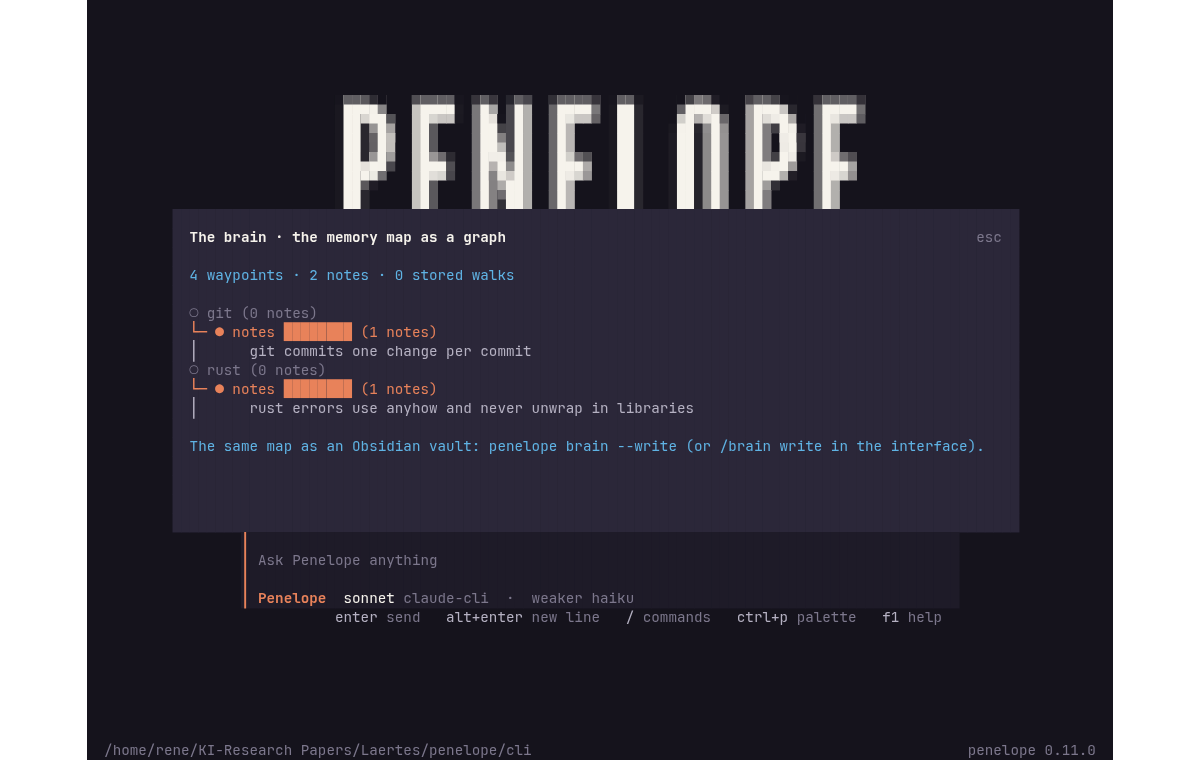 PENELOPE
The brain · the memory map as a graph esc
4 waypoints · 2 notes · 0 stored walks
○ git (0 notes)
└─ ● notes ████████ (1 notes)
│ git commits one change per commit
○ rust (0 notes)
└─ ● notes ████████ (1 notes)
│ rust errors use anyhow and never unwrap in libraries
The same map as an Obsidian vault: penelope brain --write (or /brain write in the interface).
Ask Penelope anything
Penelope sonnet claude-cli · weaker haiku
enter send alt+enter new line / commands ctrl+p palette f1 help
/home/rene/KI-Research Papers/Laertes/penelope/cli penelope 0.11.0